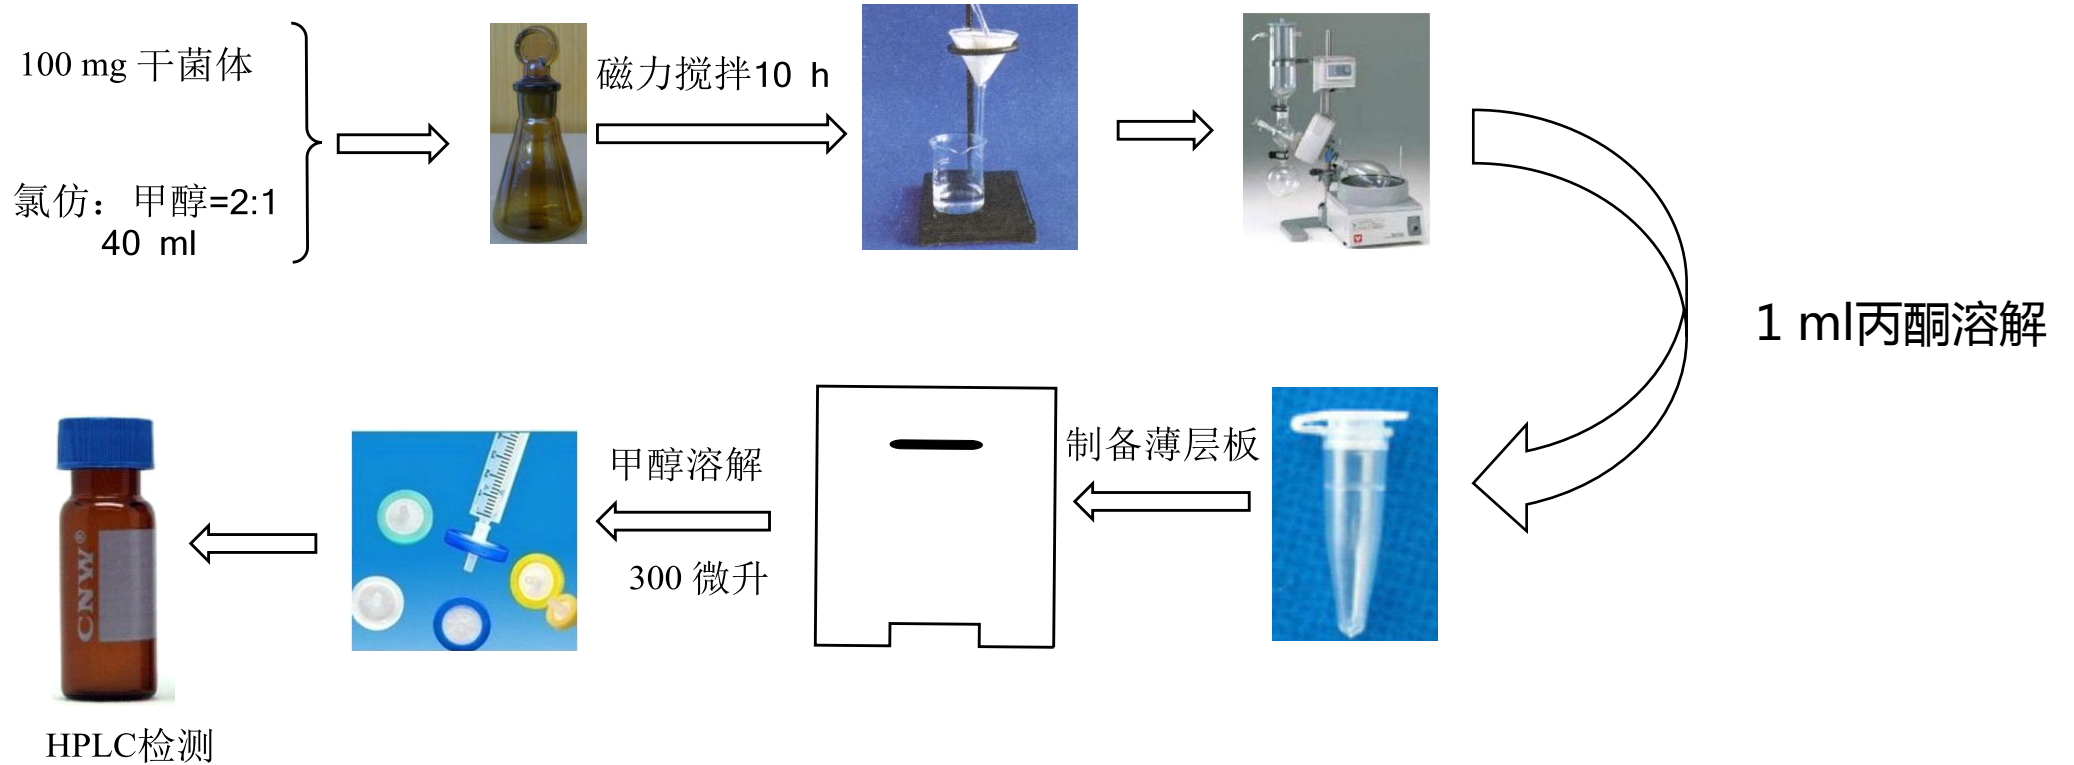 100 mg 干菌体
氯仿：甲醇=2:1
40 ml
磁力搅拌10 h
1 ml丙酮溶解
制备薄层板
甲醇溶解
300 微升
CNW®
HPLC检测